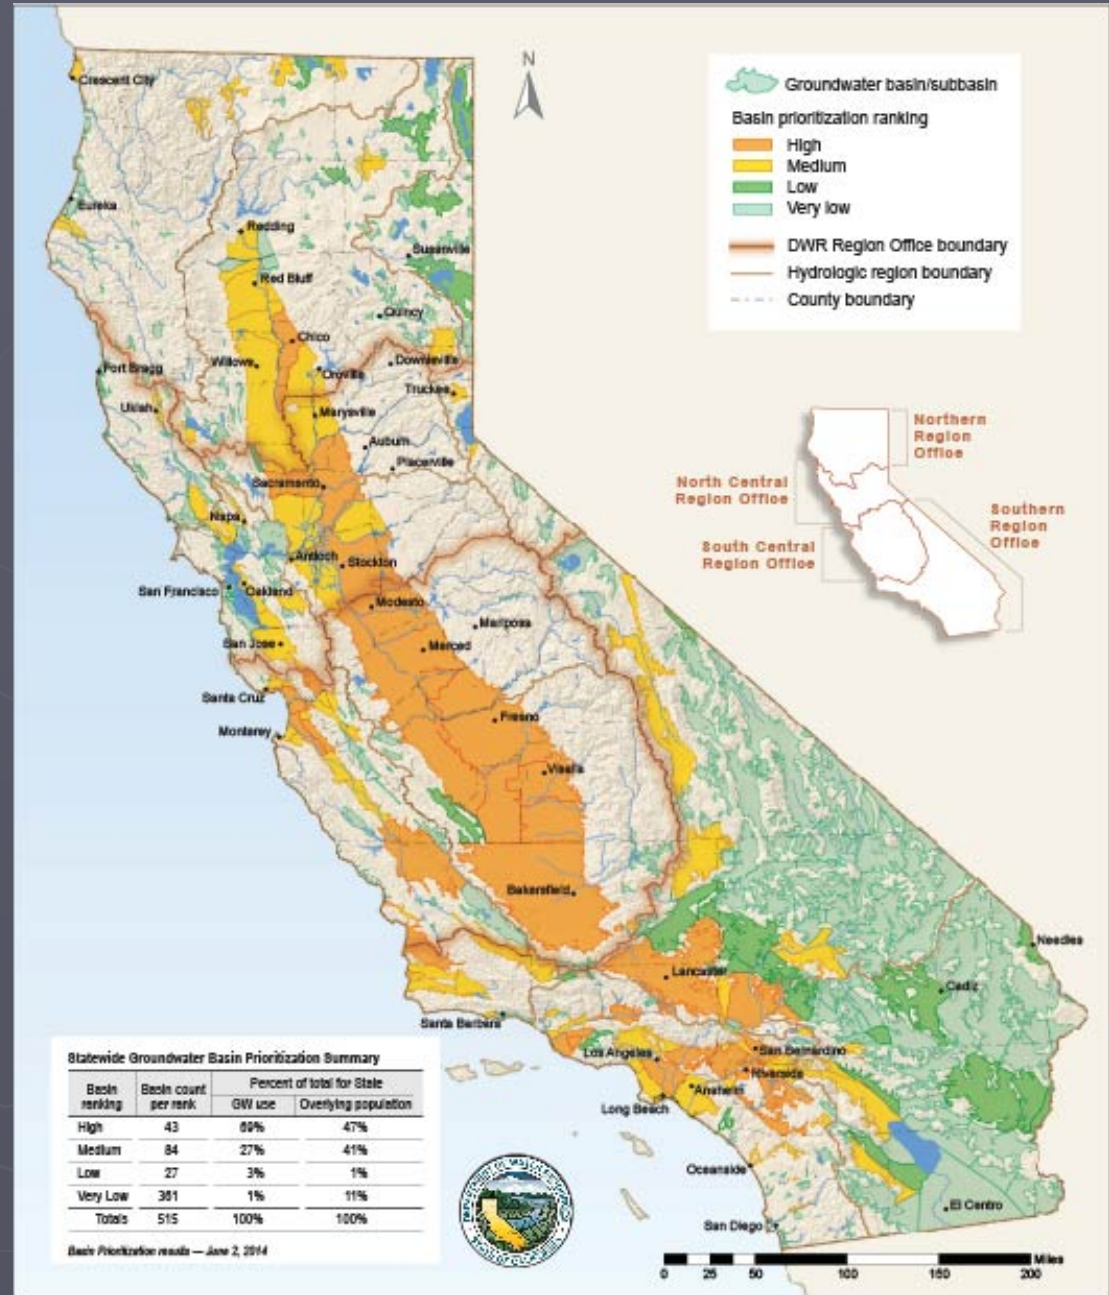 N
Groundwater basin/subbasin
Basin prioritization ranking
High
Medium
Low
Very low
DWR Region Office boundary
Hydrologic region boundary
County boundary
Crescent City
Eureka
Redding
Susanville
Red Bluff
Quincy
Chico
Willows
Fort Bragg
Downieville
Oroville
Truckee
Ukiah
Marysville
Auburn
Placerville
Sacramento
Napa
Antioch
Stockton
San Francisco
Oakland
Modesto
Mariposa
San Jose
Merced
Santa Cruz
Fresno
Monterey
Visalia
Bakersfield
Needles
Lancaster
Cadiz
Santa Barbara
Los Angeles
San Bernardino
Riverside
Anaheim
Long Beach
Oceanside
El Centro
San Diego
Northern
Region
Office
North Central
Region Office
Southern
Region
Office
South Central
Region Office
Statewide Groundwater Basin Prioritization Summary
Basin ranking Basin count per rank Percent of total for State
GW use Overlying population
High 43 69% 47%
Medium 84 27% 41%
Low 27 3% 1%
Very Low 361 1% 11%
Totals 515 100% 100%
Basin Prioritization results — June 2, 2014
Miles
0 25 50 100 150 200